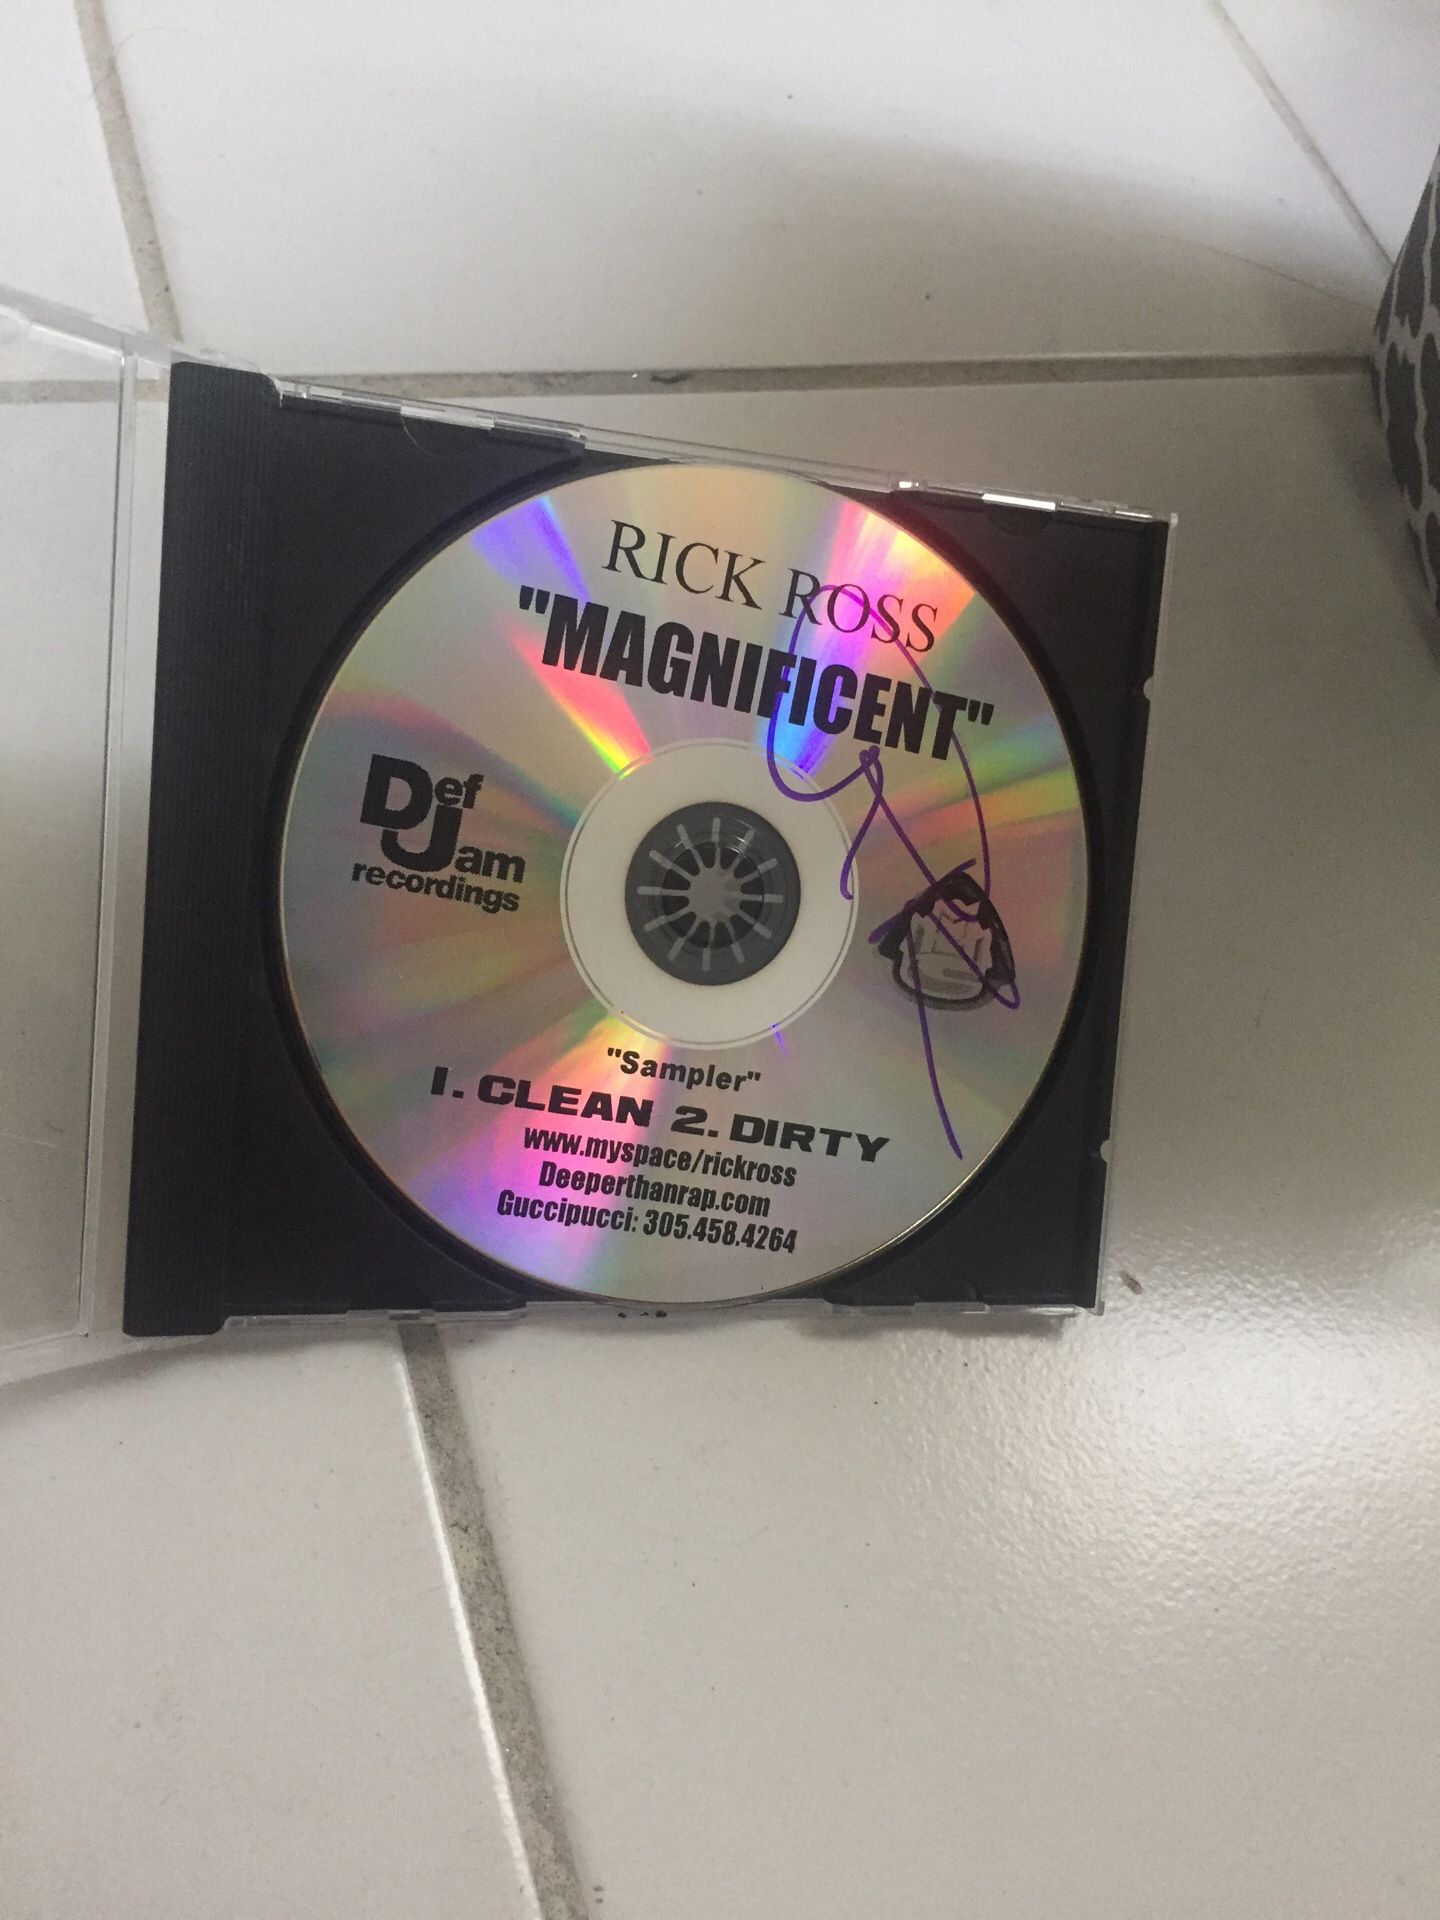 RICK ROSS
"MAGNIFICENT"
Def
Jam
recordings
"Sampler"
1. CLEAN 2. DIRTY
www.myspace/rickross
Deeperthanrap.com
Guccipucci: 305.458.4264